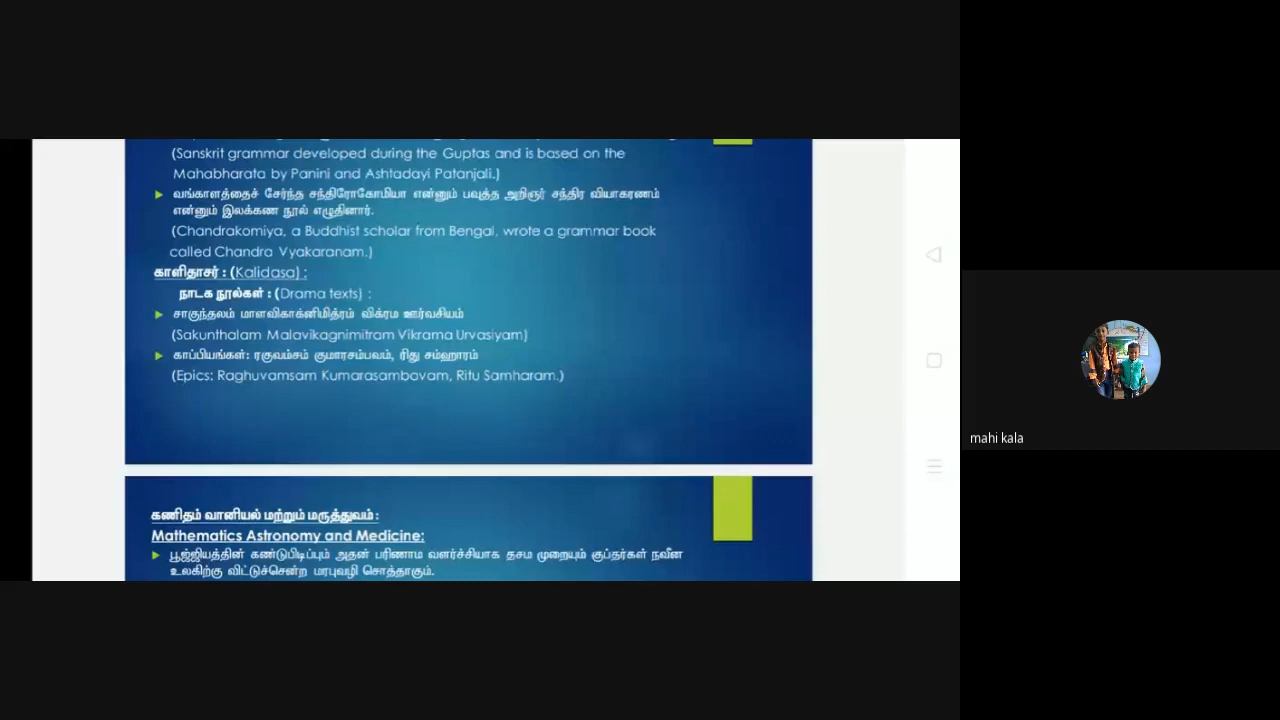 (Sanskrit grammar developed during the Guptas and is based on the
Mahabharata by Panini and Ashtadayi Patanjali.)
வங்காளத்தைச் சேர்ந்த சந்திரோகோமியா என்னும் பவுத்த அறிஞர் சந்திர வியாகரணம்
என்னும் இலக்கண நூல் எழுதினார்.
(Chandrakomiya, a Buddhist scholar from Bengal, wrote a grammar book
called Chandra Vyakaranam.)
காளிதாசர் : (Kalidasa) :
நாடக நூல்கள் : (Drama texts) :
சாகுந்தலம் மாளவிகாக்னிமித்ரம் விக்ரம ஊர்வசியம்
(Sakunthalam Malavikagnimitram Vikrama Urvasiyam)
காப்பியங்கள்: ரகுவம்சம் குமாரசம்பவம், ரிது சம்ஹாரம்
(Epics: Raghuvamsam Kumarasambavam, Ritu Samharam.)
கணிதம் வானியல் மற்றும் மருத்துவம் :
Mathematics Astronomy and Medicine:
பூஜ்ஜியத்தின் கண்டுபிடிப்பும் அதன் பரிணாம வளர்ச்சியாக தசம முறையும் குப்தர்கள் நவீன
உலகிற்கு விட்டுச்சென்ற மரபுவழி சொத்தாகும்.
mahi kala